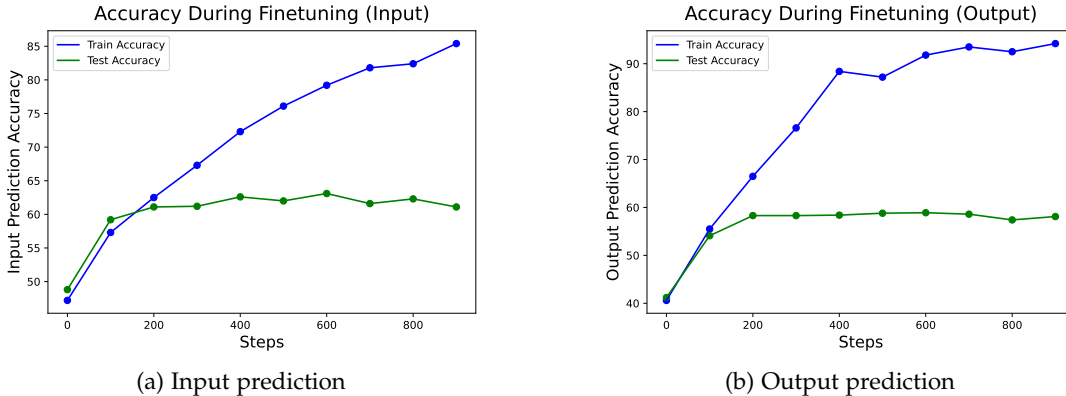 Accuracy During Finetuning (Input)
Train Accuracy
Test Accuracy
Input Prediction Accuracy
85
80
75
70
65
60
55
50
0
200
400
600
800
Steps
(a) Input prediction
Accuracy During Finetuning (Output)
Train Accuracy
Test Accuracy
Output Prediction Accuracy
90
80
70
60
50
40
0
200
400
600
800
Steps
(b) Output prediction